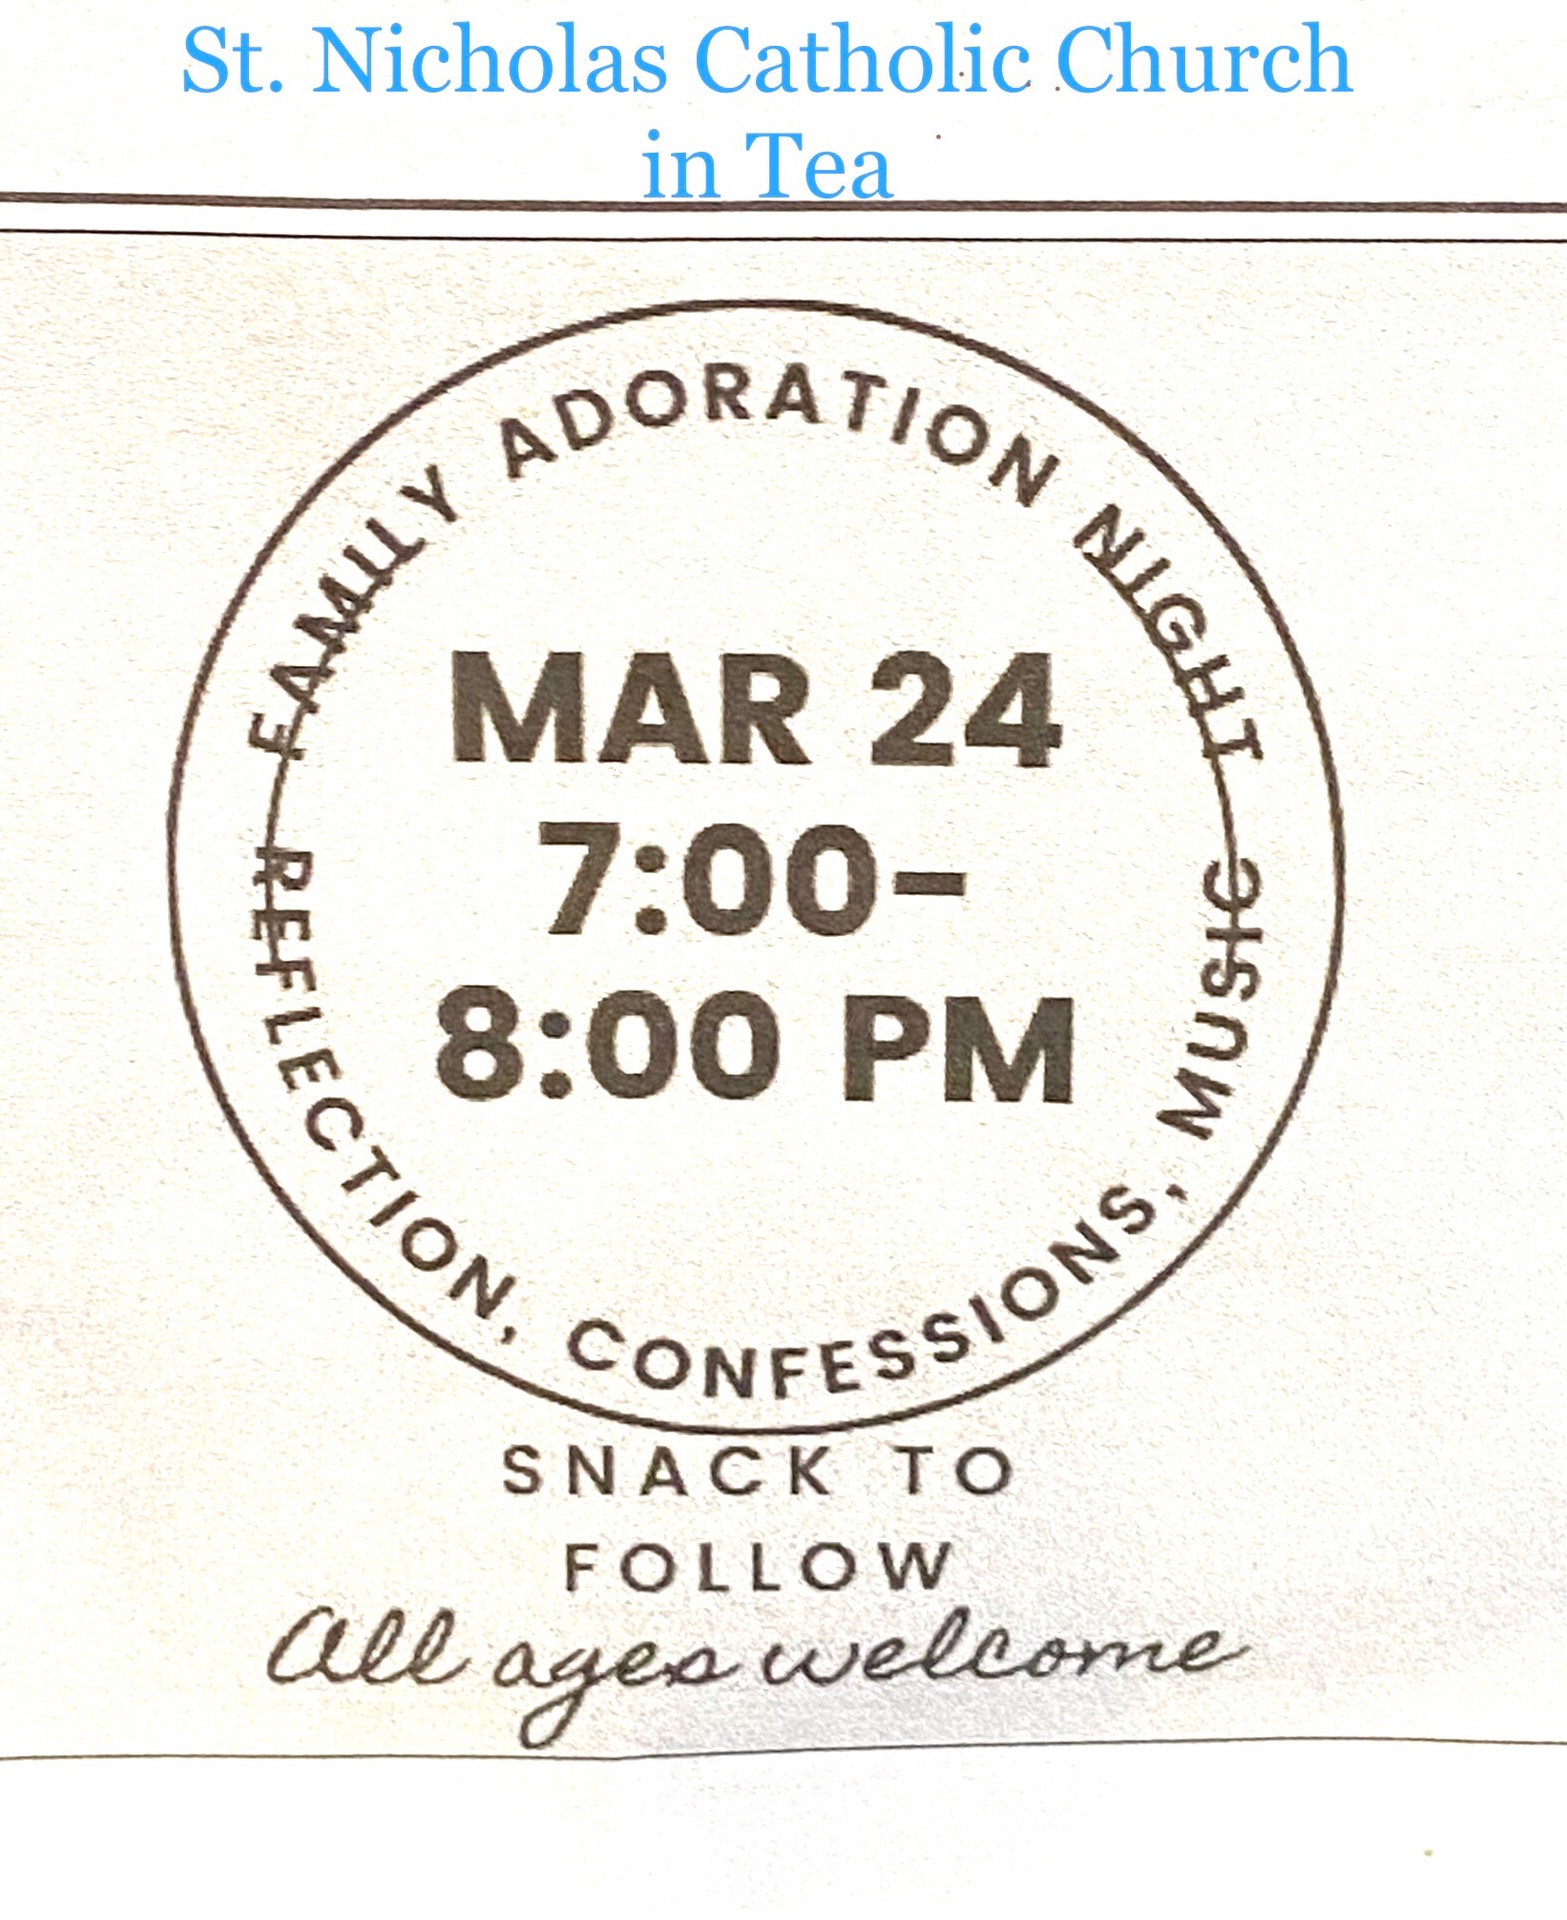 St. Nicholas Catholic Church
in Tea
FAMILY ADORATION NIGHT
MAR 24
7:00-
8:00 PM
REFLECTION, CONFESSIONS, MUSIC
SNACK TO
FOLLOW
All ages welcome